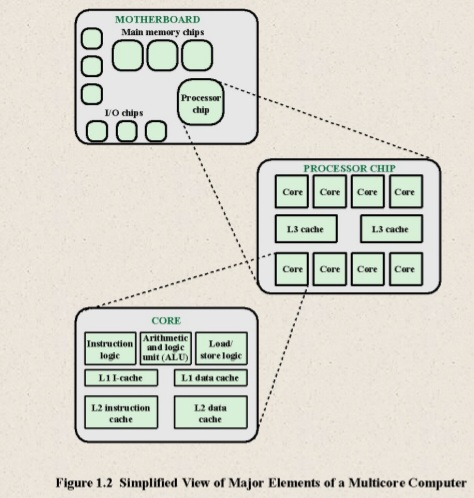 MOTHERBOARD
Main memory chips
Processor
chip
I/O chips
PROCESSOR CHIP
Core Core Core Core
L3 cache L3 cache
Core Core Core Core
CORE
Instruction
logic
Arithmetic
and logic
unit (ALU)
Load/
store logic
L1 I-cache L1 data cache
L2 instruction
cache
L2 data
cache
Figure 1.2 Simplified View of Major Elements of a Multicore Computer